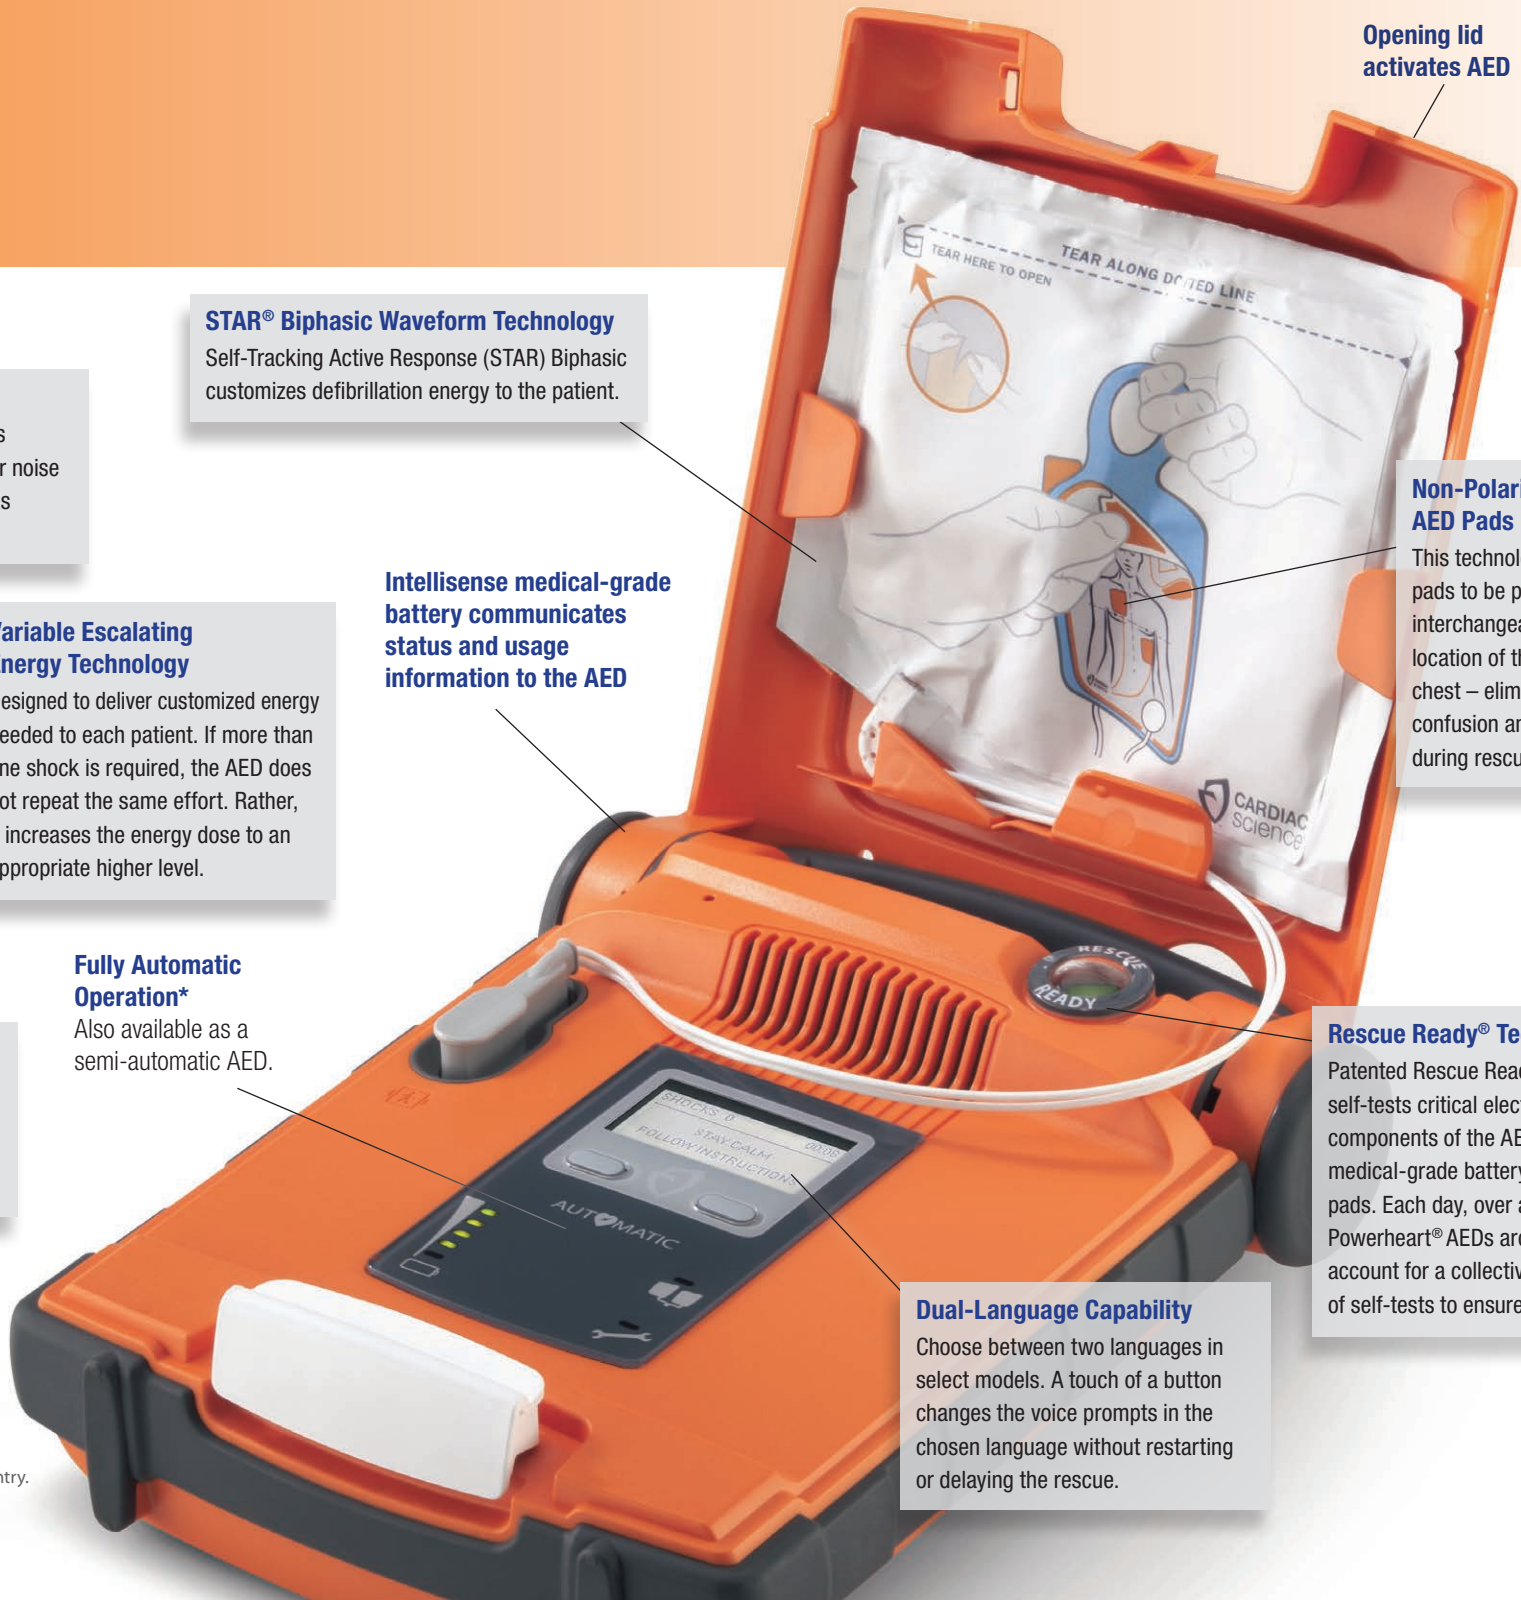 Opening lid
activates AED
TEAR HERE TO OPEN
TEAR ALONG DOTTED LINE
STAR® Biphasic Waveform Technology
Self-Tracking Active Response (STAR) Biphasic
customizes defibrillation energy to the patient.
r noise
Non-Polari
AED Pads
This technol
pads to be p
interchangea
location of th
chest – elim
confusion an
during rescu
Intellisense medical-grade
battery communicates
status and usage
information to the AED
Variable Escalating
Energy Technology
esigned to deliver customized energy
eeded to each patient. If more than
ne shock is required, the AED does
ot repeat the same effort. Rather,
increases the energy dose to an
ppropriate higher level.
CARDIAC
SCIENCE
Fully Automatic
Operation*
Also available as a
semi-automatic AED.
RESCUE
READY
Rescue Ready® Te
Patented Rescue Read
self-tests critical elect
components of the AE
medical-grade battery
pads. Each day, over a
Powerheart® AEDs are
account for a collectiv
of self-tests to ensure
SHOCKS 0 00:06
STAY CALM
FOLLOW INSTRUCTIONS
AUTOMATIC
Dual-Language Capability
Choose between two languages in
select models. A touch of a button
changes the voice prompts in the
chosen language without restarting
or delaying the rescue.
ntry.